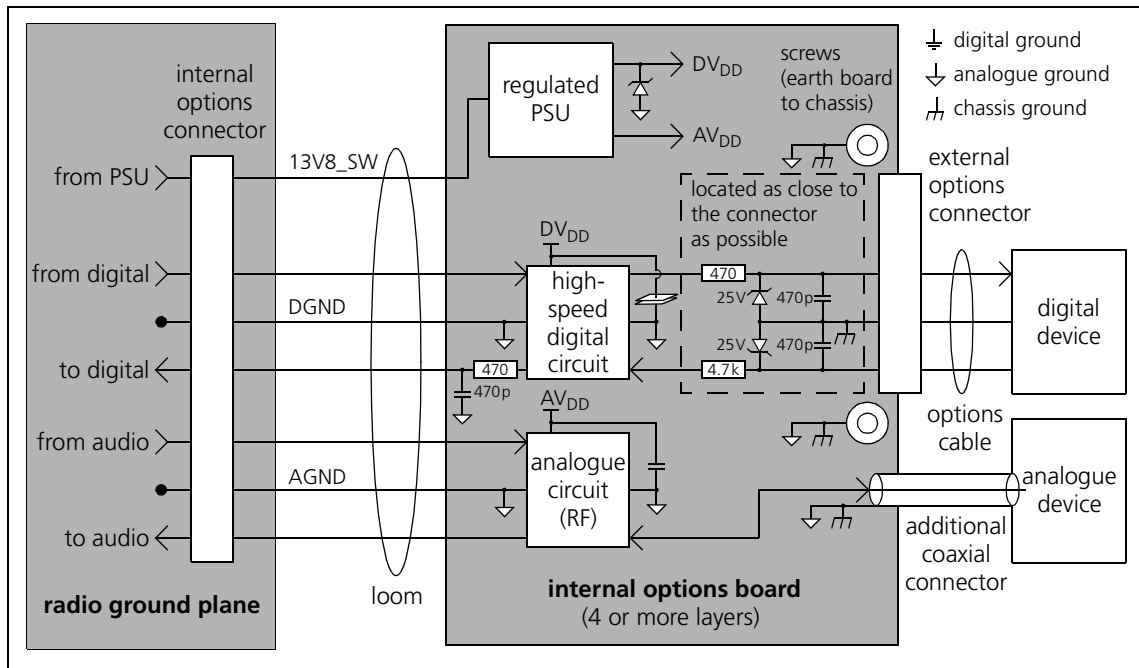 internal
options
connector
from PSU
from digital
to digital
from audio
to audio
radio ground plane
13V8_SW
DGND
470
470p
AGND
loom
regulated
PSU
DVDD
AVDD
screws
(earth board
to chassis)
digital ground
analogue ground
chassis ground
located as close to
the connector
as possible
external
options
connector
DVDD
high-
speed
digital
circuit
470
25V
470p
25V
470p
4.7k
digital
device
options
cable
AVDD
analogue
circuit
(RF)
analogue
device
additional
coaxial
connector
internal options board
(4 or more layers)